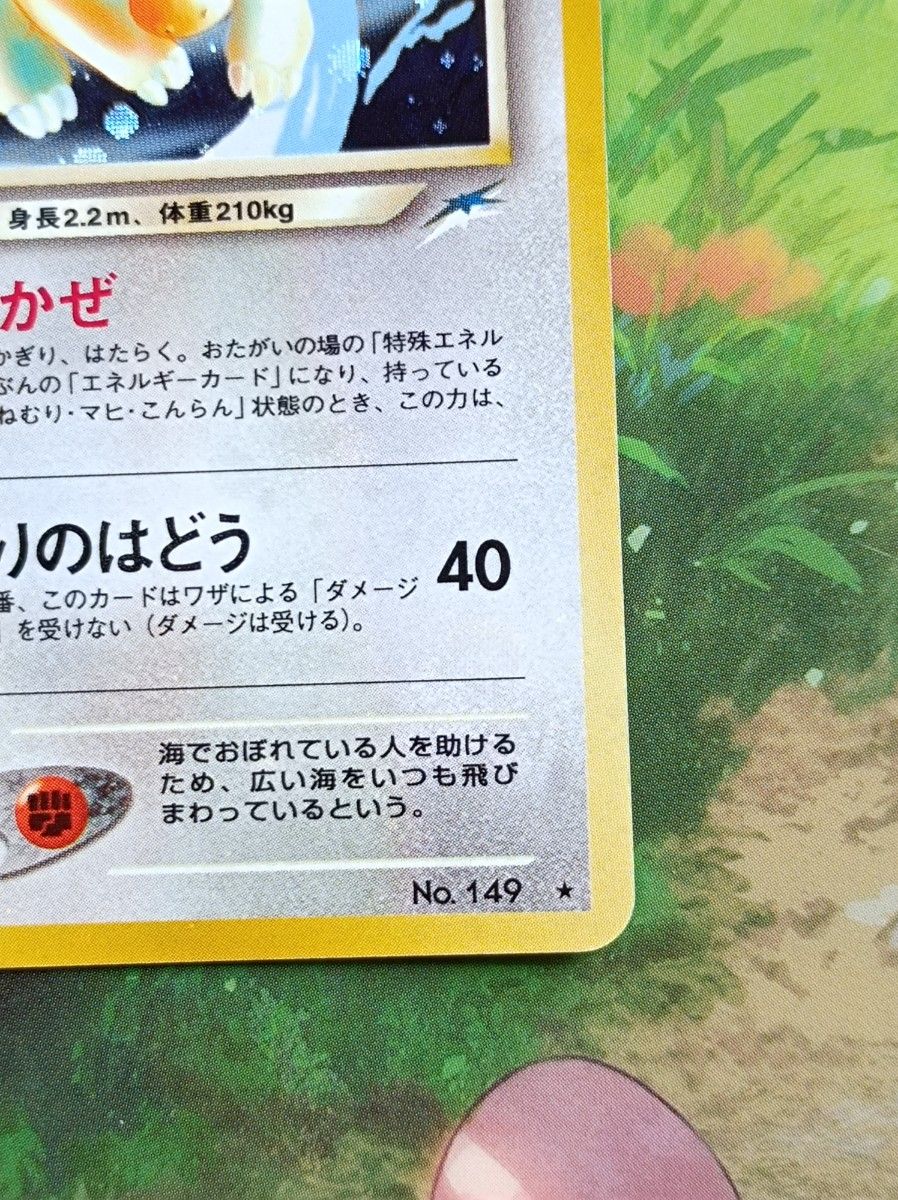 身長2.2m、体重210kg
かぜ
かぎり、はたらく。おたがいの場の「特殊エネル
ぶんの「エネルギーカード」になり、持っている
ねむり・マヒ・こんらん」状態のとき、この力は、
りのはどう 40
番、このカードはワザによる「ダメージ
」を受けない(ダメージは受ける)。
海でおぼれている人を助ける
ため、広い海をいつも飛び
まわっているという。
No. 149 ★